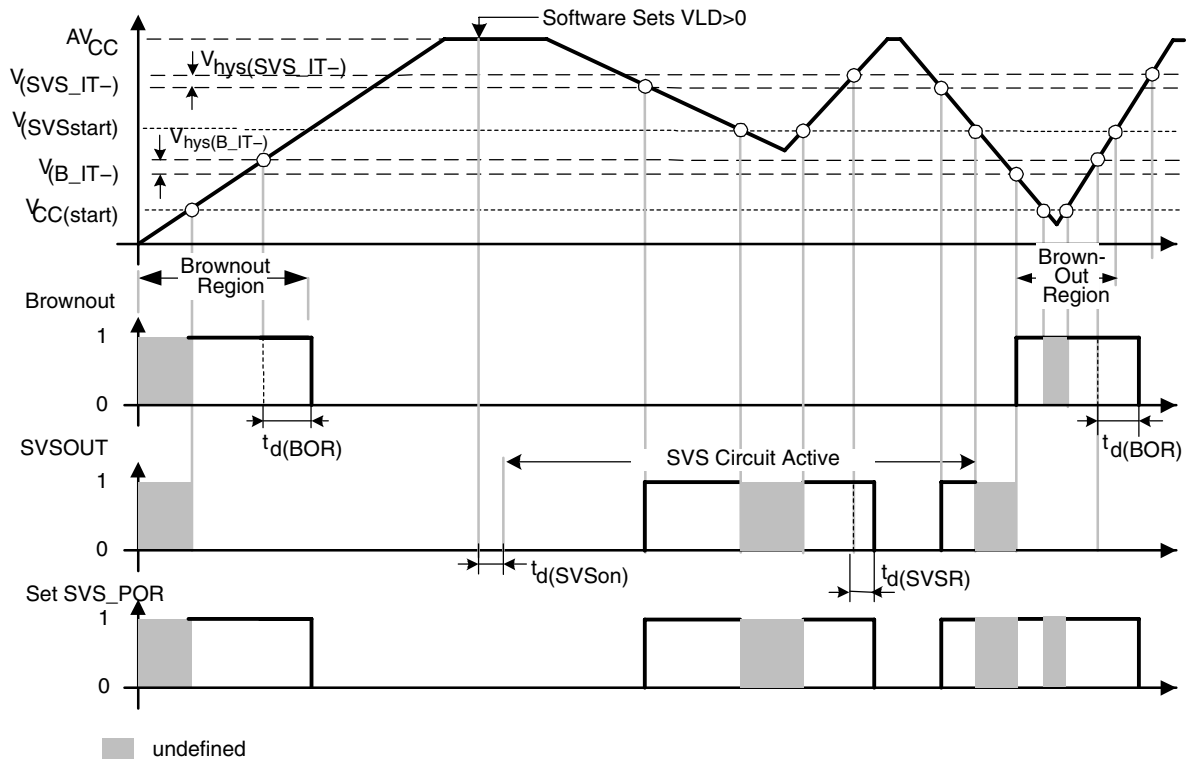 Software Sets VLD>0
AVCC
Vhys(SVS_IT−)
V(SVS_IT−)
V(SVSstart)
Vhys(B_IT−)
V(B_IT−)
VCC(start)
Brownout
Region
Brown-
Out
Region
Brownout
1
0
td(BOR)
td(BOR)
SVSOUT
SVS Circuit Active
1
0
td(SVSon)
td(SVSR)
Set SVS_POR
1
0
undefined